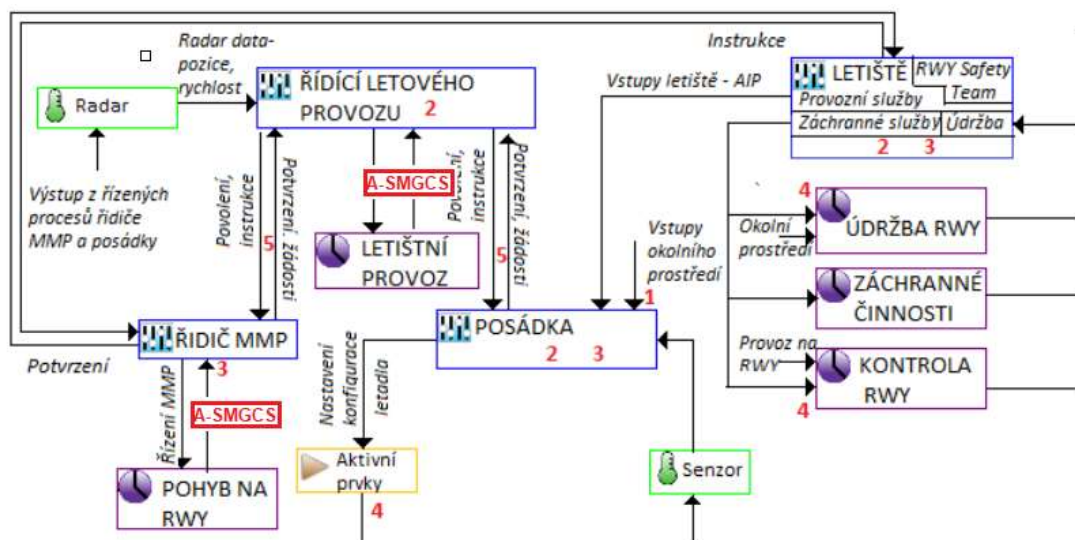 Instrukce
Radar data-
pozice,
rychlost
Radar
ŘÍDÍCÍ LETOVÉHO
PROVOZU
2
Vstupy letiště - AIP
LETIŠTĚ
RWY Safety
Team
Provozní služby
Záchranné služby
Údržba
2
3
Výstup z řízených
procesů řidiče
MMP a posádky
Povolení,
instrukce
5
Potvrzení, žádosti
A-SMGCS
LETIŠTNÍ
PROVOZ
Povolení,
instrukce
5
Potvrzení, žádosti
Vstupy
okolního
prostředí
1
4
Okolní
prostředí
ÚDRŽBA RWY
ZÁCHRANNÉ
ČINNOSTI
Provoz na
RWY
4
KONTROLA
RWY
Potvrzení
ŘIDIČ MMP
3
POSÁDKA
2
3
Řízení MMP
A-SMGCS
POHYB NA
RWY
Nastavení
konfigurace
letadla
Aktivní
prvky
4
Senzor